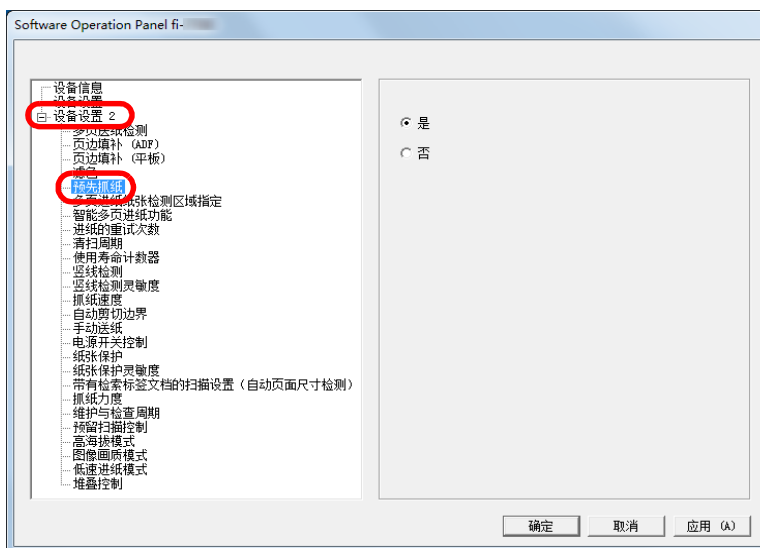 Software Operation Panel fi-
设备信息
设备设置
设备设置 2
多页送纸检测
页边填补 (ADF)
页边填补 (平板)
滤色
预先抓纸
多页进纸纸张检测区域指定
智能多页进纸功能
进纸的重试次数
清扫周期
使用寿命计数器
竖线检测
竖线检测灵敏度
抓纸速度
自动剪切边界
手动送纸
电源开关控制
纸张保护
纸张保护灵敏度
带有检索标签文档的扫描设置(自动页面尺寸检测)
抓纸力度
维护与检查周期
预留扫描控制
高海拔模式
图像画质模式
低速进纸模式
堆叠控制
是
否
确定 取消 应用 (A)